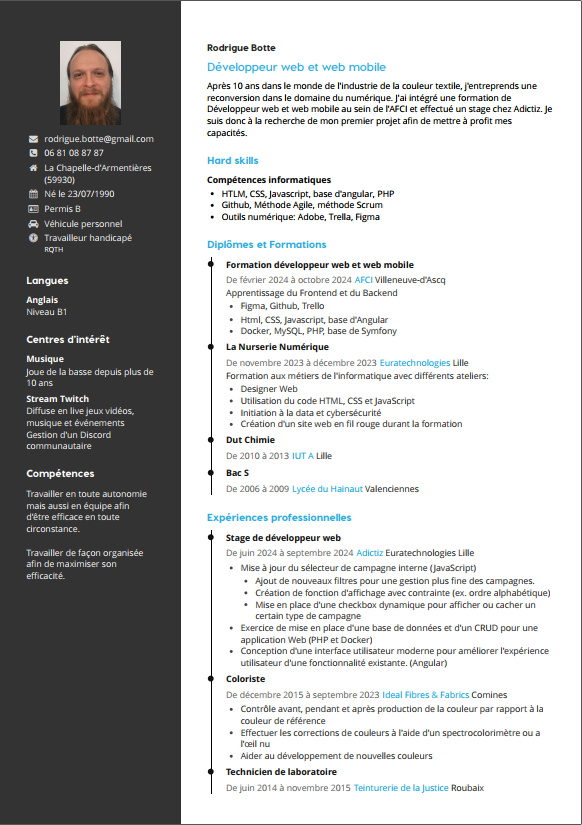 rodrigue.botte@gmail.com
06 81 08 87 87
La Chapelle-d'Armentières
(59930)
Né le 23/07/1990
Permis B
Véhicule personnel
Travailleur handicapé
RQTH
Langues
Anglais
Niveau B1
Centres d'intérêt
Musique
Joue de la basse depuis plus de
10 ans
Stream Twitch
Diffuse en live jeux vidéos,
musique et événements
Gestion d'un Discord
communautaire
Compétences
Travailler en toute autonomie
mais aussi en équipe afin
d'être efficace en toute
circonstance.
Travailler de façon organisée
afin de maximiser son
efficacité.
Rodrigue Botte
Développeur web et web mobile
Après 10 ans dans le monde de l'industrie de la couleur textile, j'entreprends une
reconversion dans le domaine du numérique. J'ai intégré une formation de
Développeur web et web mobile au sein de l'AFCI et effectué un stage chez Adictiz. Je
suis donc à la recherche de mon premier projet afin de mettre à profit mes
capacités.
Hard skills
Compétences informatiques
• HTLM, CSS, Javascript, base d'angular, PHP
• Github, Méthode Agile, méthode Scrum
• Outils numérique: Adobe, Trella, Figma
Diplômes et Formations
Formation développeur web et web mobile
De février 2024 à octobre 2024 AFCI Villeneuve-d'Ascq
Apprentissage du Frontend et du Backend
• Figma, Github, Trello
• Html, CSS, Javascript, base d'Angular
• Docker, MySQL, PHP, base de Symfony
La Nurserie Numérique
De novembre 2023 à décembre 2023 Euratechnologies Lille
Formation aux métiers de l'informatique avec différents ateliers:
• Designer Web
• Utilisation du code HTML, CSS et JavaScript
• Initiation à la data et cybersécurité
• Création d'un site web en fil rouge durant la formation
Dut Chimie
De 2010 à 2013 IUT A Lille
Bac S
De 2006 à 2009 Lycée du Hainaut Valenciennes
Expériences professionnelles
Stage de développeur web
De juin 2024 à septembre 2024 Adictiz Euratechnologies Lille
• Mise à jour du sélecteur de campagne interne (JavaScript)
• Ajout de nouveaux filtres pour une gestion plus fine des campagnes.
• Création de fonction d'affichage avec contrainte (ex. ordre alphabétique)
• Mise en place d'une checkbox dynamique pour afficher ou cacher un
certain type de campagne
• Exercice de mise en place d'une base de données et d'un CRUD pour une
application Web (PHP et Docker)
• Conception d'une interface utilisateur moderne pour améliorer l'expérience
utilisateur d'une fonctionnalité existante. (Angular)
Coloriste
De décembre 2015 à septembre 2023 Ideal Fibres & Fabrics Comines
• Contrôle avant, pendant et après production de la couleur par rapport à la
couleur de référence
• Effectuer les corrections de couleurs à l'aide d'un spectrocolorimètre ou a
l'œil nu
• Aider au développement de nouvelles couleurs
Technicien de laboratoire
De juin 2014 à novembre 2015 Teinturerie de la Justice Roubaix